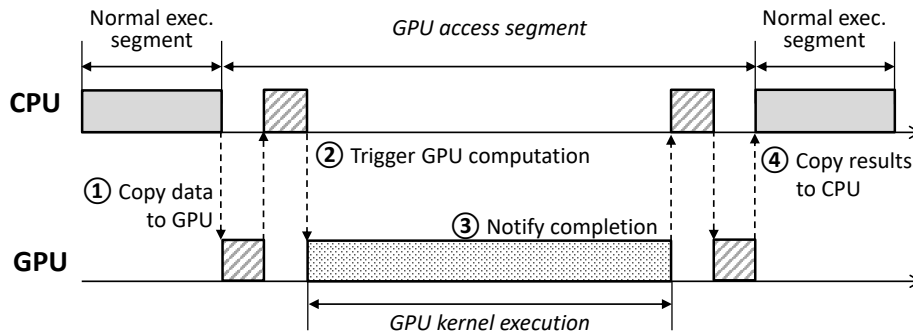 Normal exec.
segment
GPU access segment
Normal exec.
segment
CPU
② Trigger GPU computation
④ Copy results
to CPU
① Copy data
to GPU
③ Notify completion
GPU
GPU kernel execution